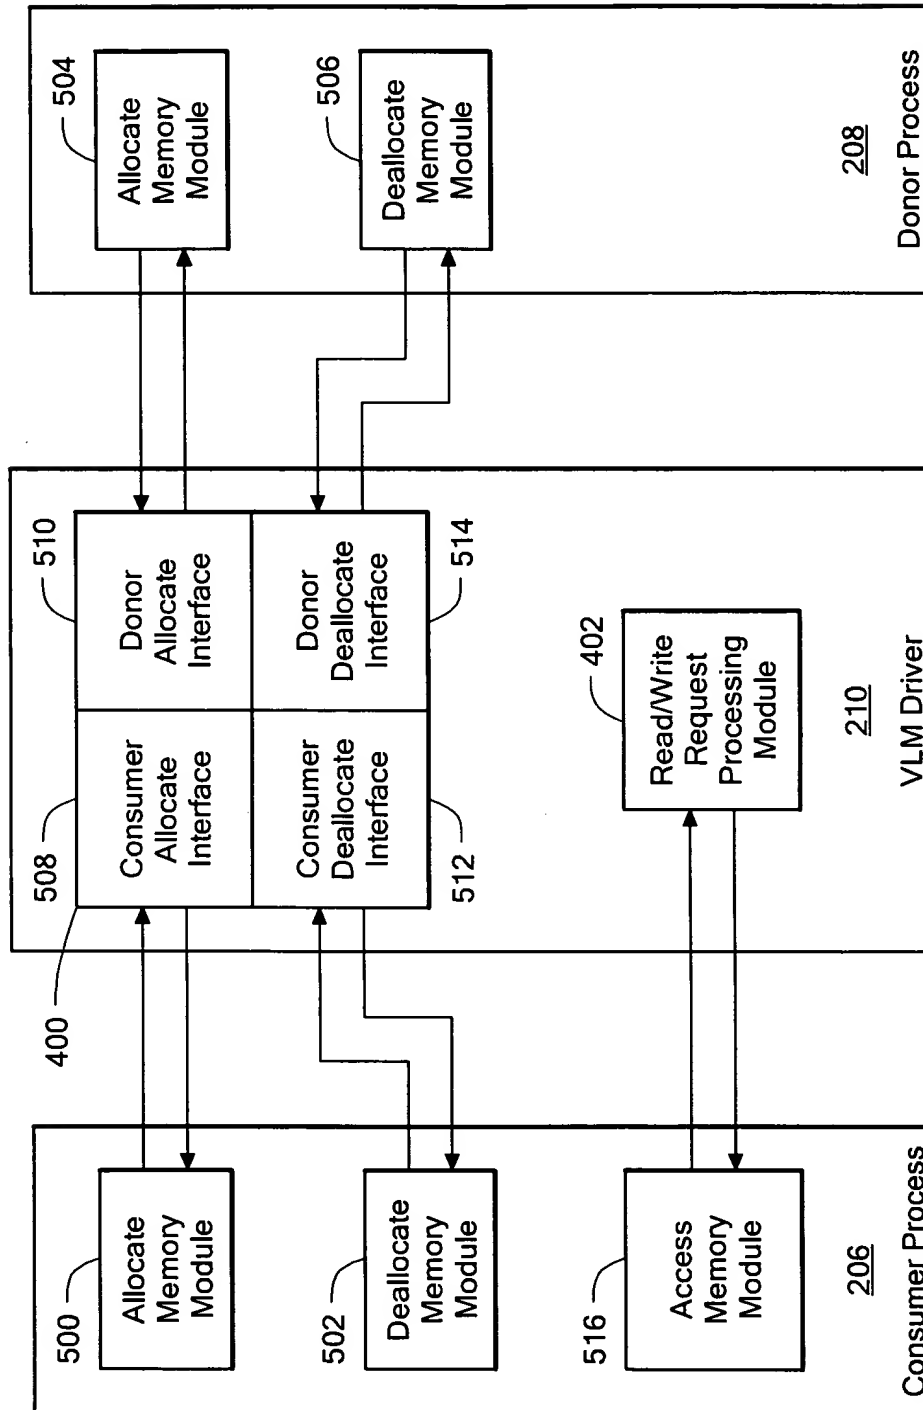 500
Allocate
Memory
Module
502
Deallocate
Memory
Module
516
Access
Memory
Module
206
Consumer Process
400
508
Consumer
Allocate
Interface
510
Donor
Allocate
Interface
Consumer
Deallocate
Interface
512
Donor
Deallocate
Interface
514
402
Read/Write
Request
Processing
Module
210
VLM Driver
504
Allocate
Memory
Module
506
Deallocate
Memory
Module
208
Donor Process